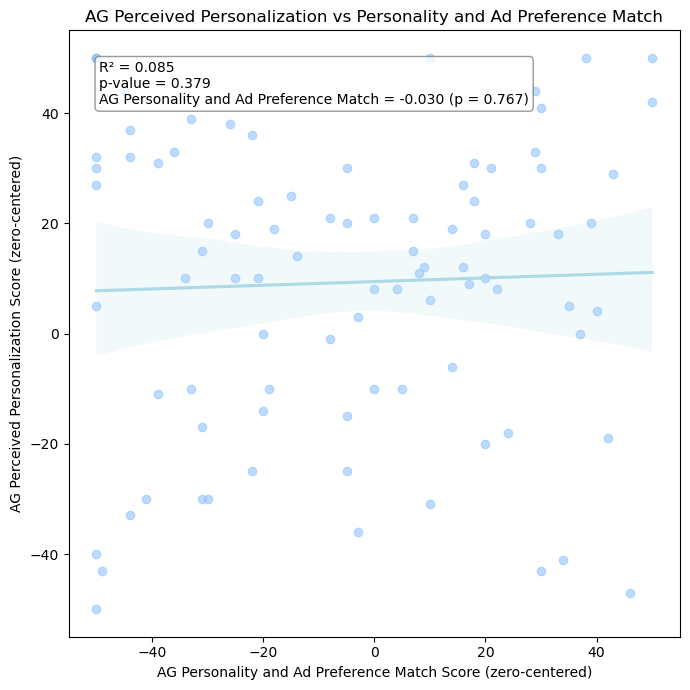 AG Perceived Personalization vs Personality and Ad Preference Match
R² = 0.085
p-value = 0.379
AG Personality and Ad Preference Match = -0.030 (p = 0.767)
AG Perceived Personalization Score (zero-centered)
40
20
0
−20
−40
−40 −20 0 20 40
AG Personality and Ad Preference Match Score (zero-centered)